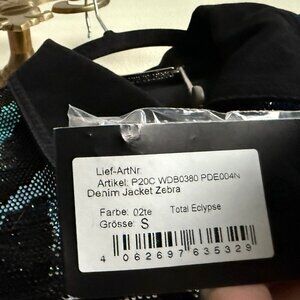 Lief-ArtNr.
Artikel: P20C WDB0380 PDE004N
Denim Jacket Zebra
Farbe: 02te Total Eclypse
Grösse: S
4 062697 635329